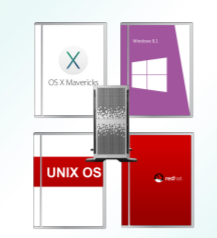 OS X Mavericks
Windows 8.1
UNIX OS
redhat